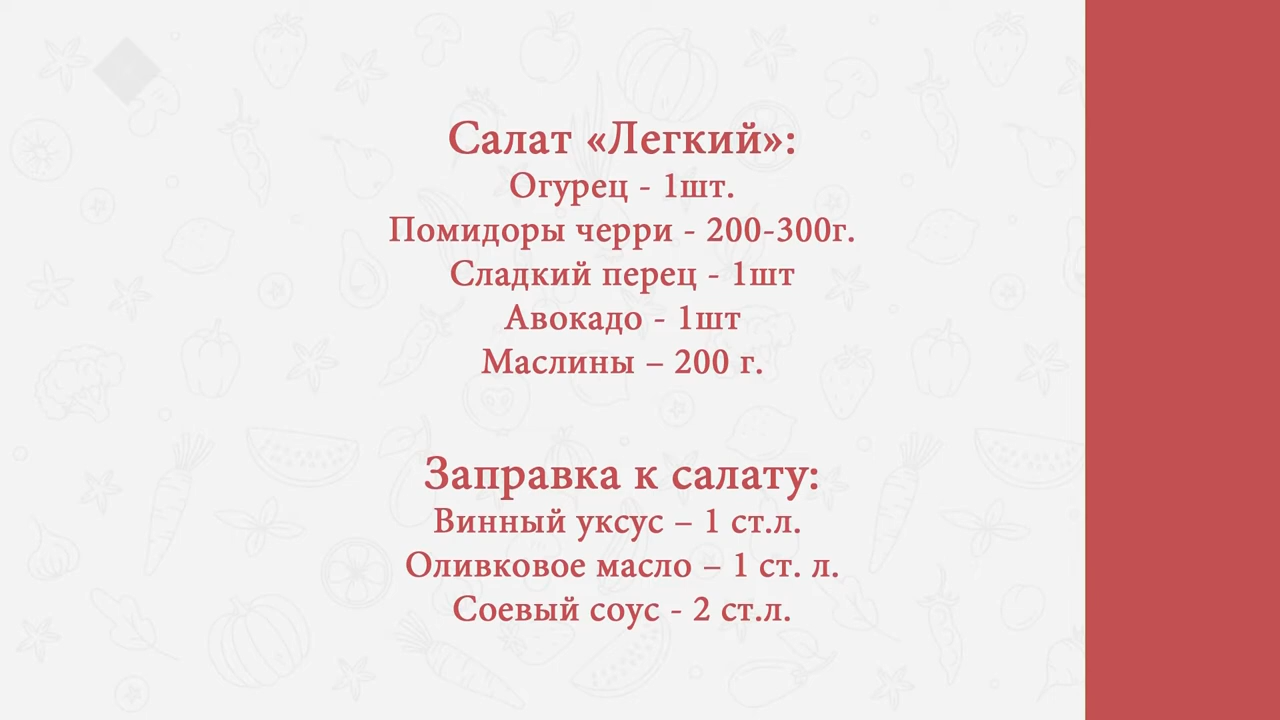 Салат «Легкий»:
Огурец - 1шт.
Помидоры черри - 200-300г.
Сладкий перец - 1шт
Авокадо - 1шт
Маслины – 200 г.
Заправка к салату:
Винный уксус – 1 ст.л.
Оливковое масло – 1 ст. л.
Соевый соус - 2 ст.л.